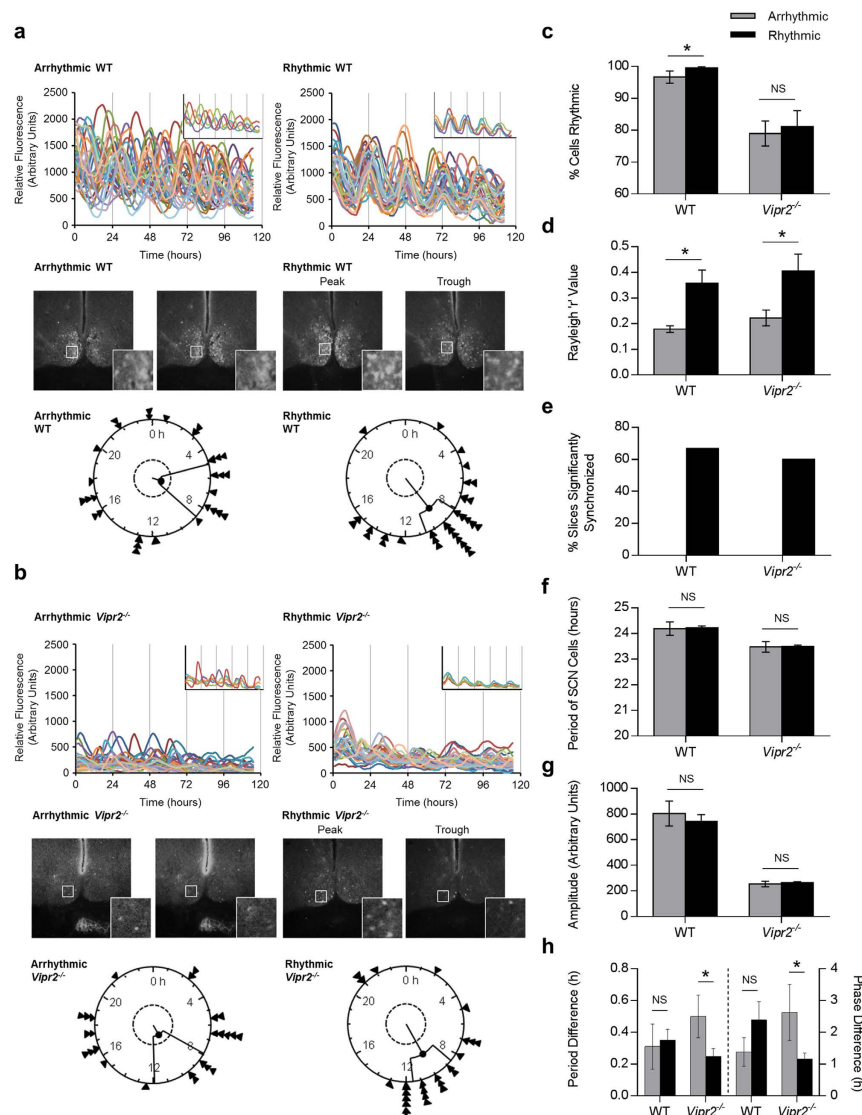 a
Arrhythmic WT
Rhythmic WT
Relative Fluorescence
(Arbitrary Units)
2500
2000
1500
1000
500
0
0 24 48 72 96 120
Time (hours)
Relative Fluorescence
(Arbitrary Units)
2500
2000
1500
1000
500
0
0 24 48 72 96 120
Time (hours)
Arrhythmic WT
Rhythmic WT
Peak
Trough
Arrhythmic
WT
0 h
4
8
12
16
20
Rhythmic
WT
0 h
4
8
12
16
20
b
Arrhythmic Vipr2-/-
Rhythmic Vipr2-/-
Relative Fluorescence
(Arbitrary Units)
2500
2000
1500
1000
500
0
0 24 48 72 96 120
Time (hours)
Relative Fluorescence
(Arbitrary Units)
2500
2000
1500
1000
500
0
0 24 48 72 96 120
Time (hours)
Arrhythmic Vipr2-/-
Rhythmic Vipr2-/-
Peak
Trough
Arrhythmic
Vipr2-/-
0 h
4
8
12
16
20
Rhythmic
Vipr2-/-
0 h
4
8
12
16
20
Arrhythmic
Rhythmic
c
% Cells Rhythmic
100
90
80
70
60
*
NS
WT
Vipr2-/-
d
Rayleigh 'r' Value
0.5
0.4
0.3
0.2
0.1
0.0
*
*
WT
Vipr2-/-
e
% Slices Significantly
Synchronized
80
60
40
20
0
WT
Vipr2-/-
f
Period of SCN Cells (hours)
25
24
23
22
21
20
NS
NS
WT
Vipr2-/-
g
Amplitude (Arbitrary Units)
1000
800
600
400
200
0
NS
NS
WT
Vipr2-/-
h
Period Difference (h)
0.8
0.6
0.4
0.2
0.0
NS
*
NS
*
4
3
2
1
0
Phase Difference (h)
WT
Vipr2-/-
WT
Vipr2-/-